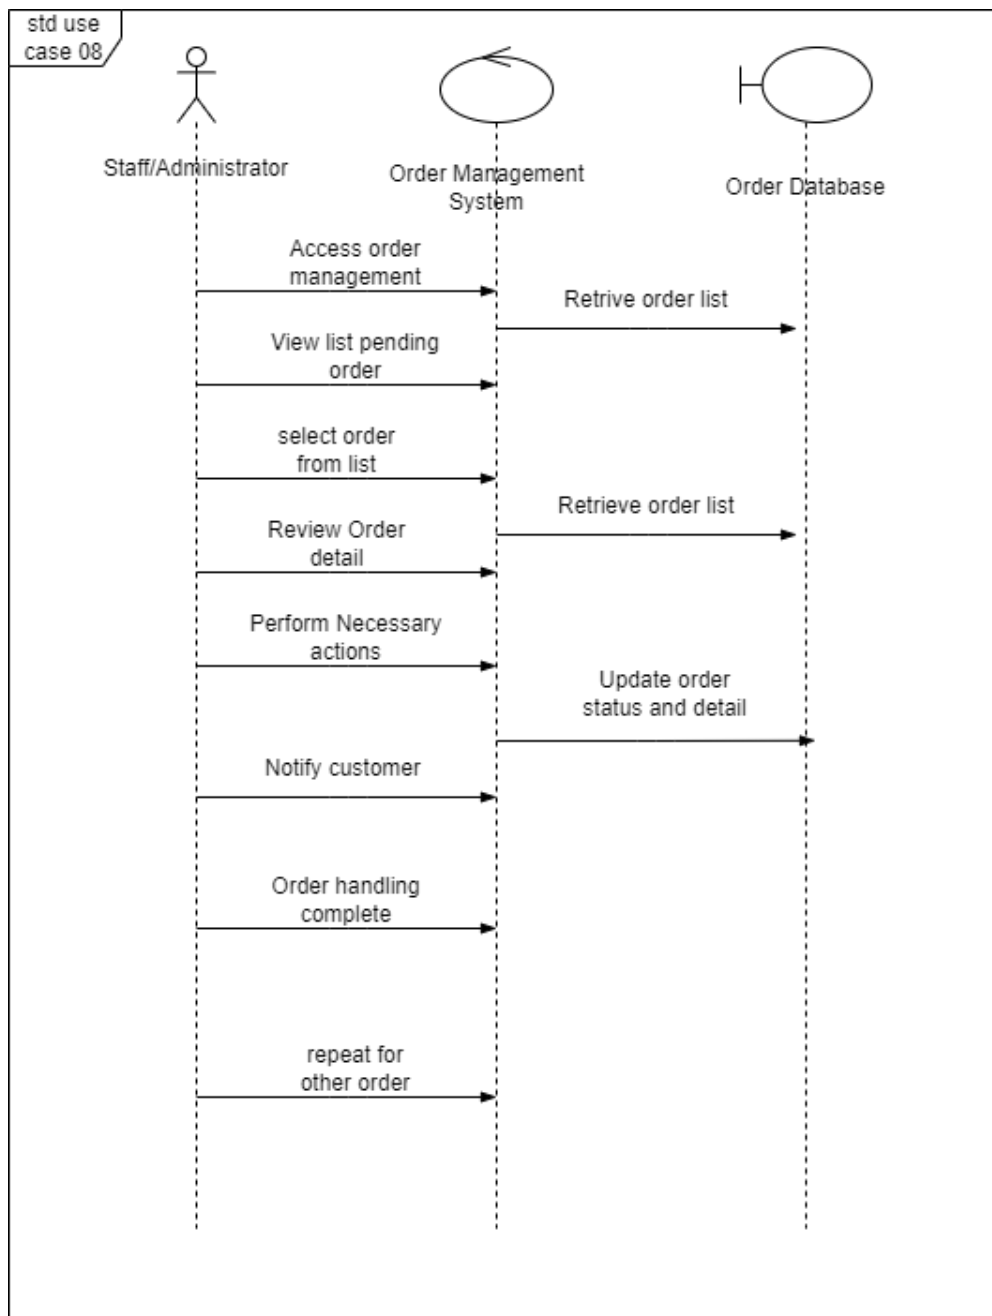 std use
case 08
Staff/Administrator
Order Management
System
Order Database
Access order
management
Retrive order list
View list pending
order
select order
from list
Retrieve order list
Review Order
detail
Perform Necessary
actions
Update order
status and detail
Notify customer
Order handling
complete
repeat for
other order